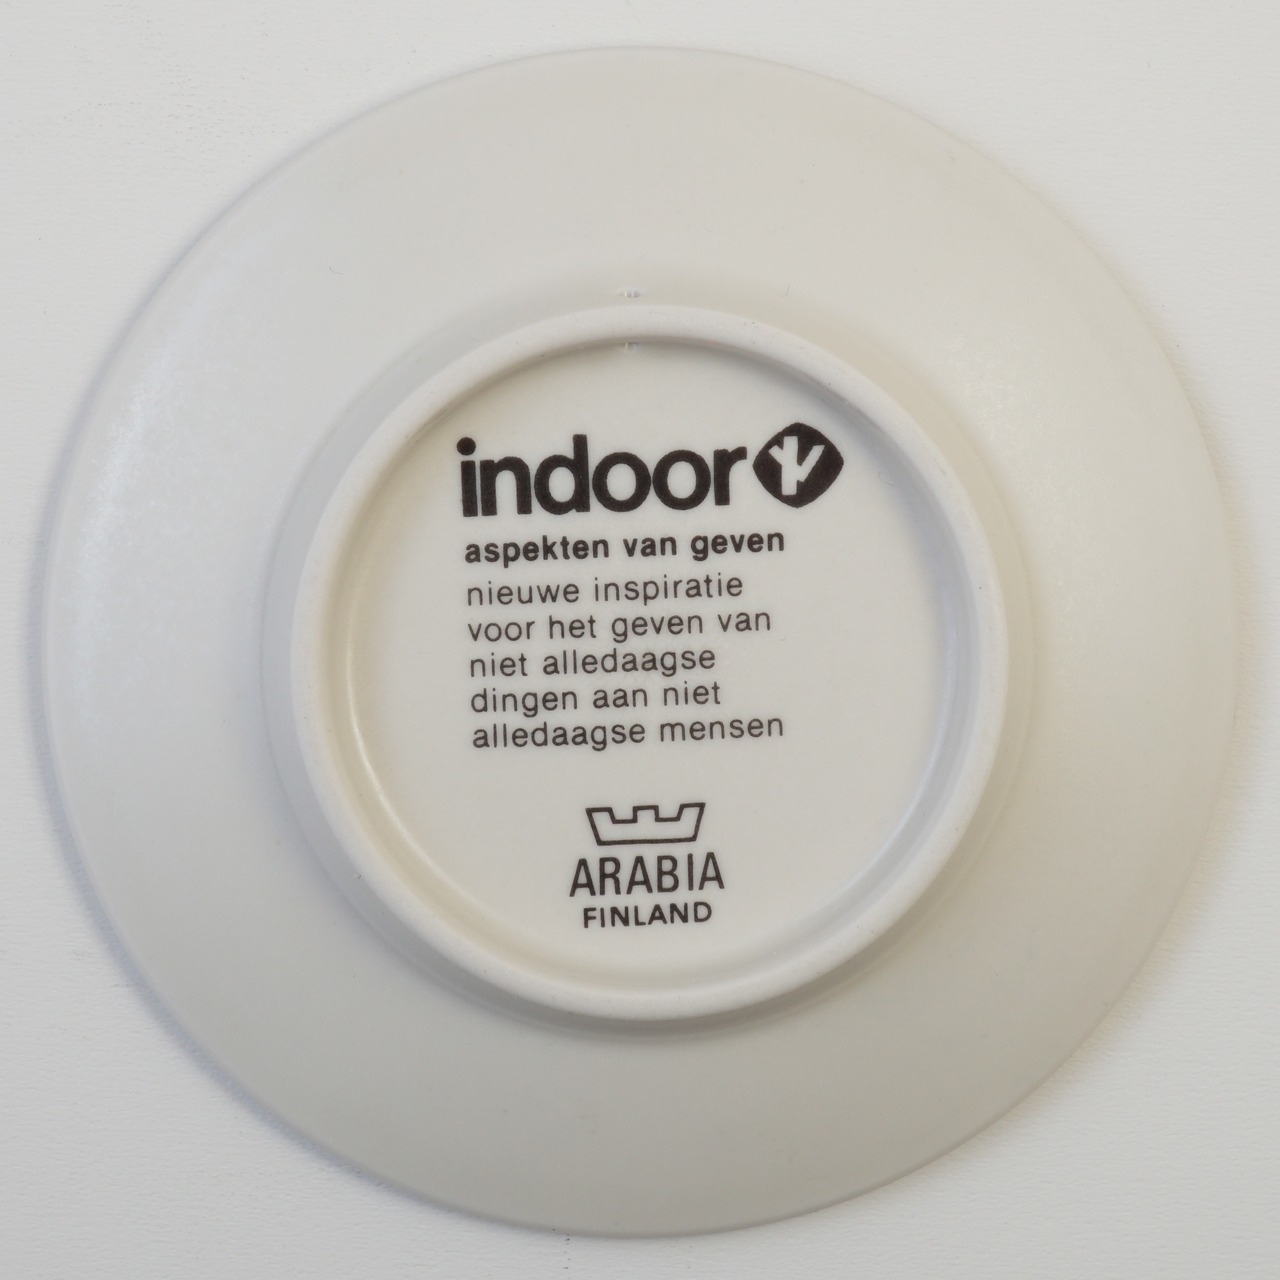 indoor
aspekten van geven
nieuwe inspiratie
voor het geven van
niet alledaagse
dingen aan niet
alledaagse mensen
ARABIA
FINLAND